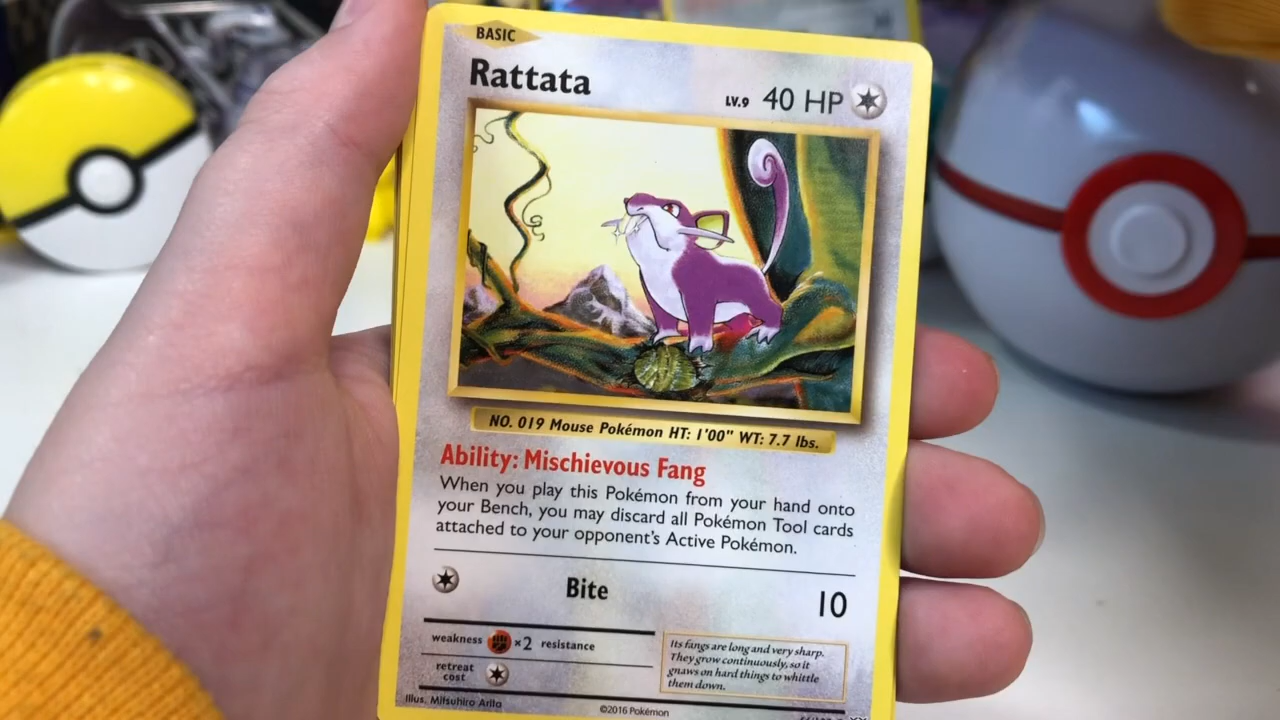 BASIC
Rattata
LV.9 40 HP
NO. 019 Mouse Pokémon HT: 1'00" WT: 7.7 lbs.
Ability: Mischievous Fang
When you play this Pokémon from your hand onto
your Bench, you may discard all Pokémon Tool cards
attached to your opponent's Active Pokémon.
Bite 10
weakness ×2 resistance
retreat
cost
Its fangs are long and very sharp.
They grow continuously, so it
gnaws on hard things to whittle
them down.
Illus. Mitsuhiro Arita
©2016 Pokémon